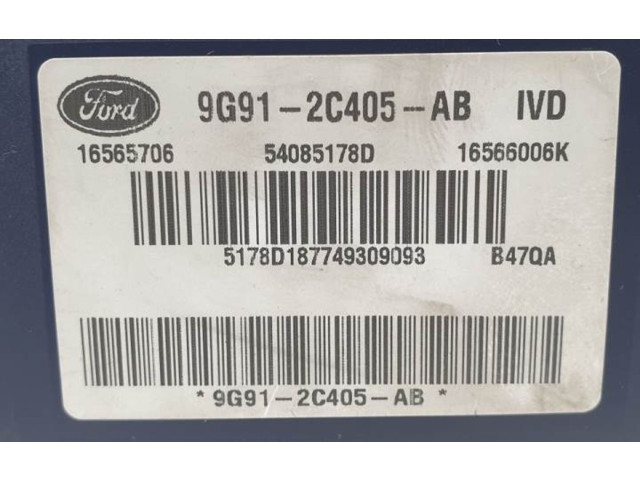 Ford 9G91-2C405-AB IVD
16565706 54085178D 16566006K
5178D187749309093 B47QA
* 9G91-2C405-AB *